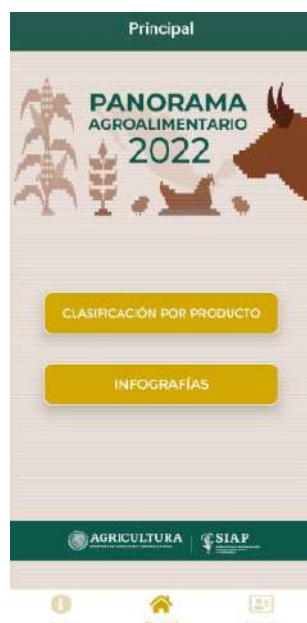 Principal
PANORAMA
AGROALIMENTARIO
2022
CLASIFICACIÓN POR PRODUCTO
INFOGRAFÍAS
AGRICULTURA
SIAP